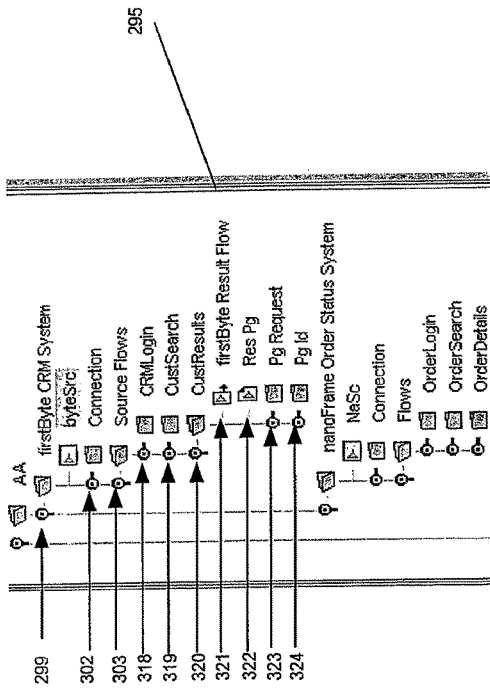 295
AA
299 firstByte CRM System
byteSrc
302 Connection
303 Source Flows
318 CRMLogin
319 CustSearch
320 CustResults
321 firstByte Result Flow
322 Res Pg
323 Pg Request
324 Pg Id
nanoFrame Order Status System
NaSc
Connection
Flows
OrderLogin
OrderSearch
OrderDetails